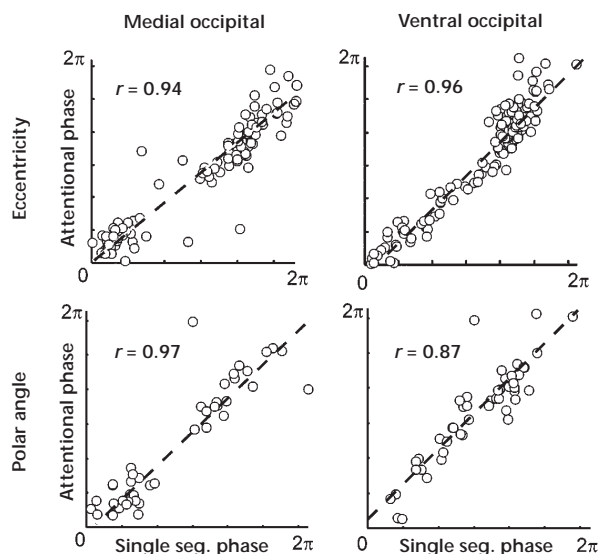 Medial occipital
Ventral occipital
Eccentricity
Attentional phase
2π
r = 0.94
0
2π
2π
r = 0.96
0
2π
Polar angle
Attentional phase
2π
r = 0.97
0
Single seg. phase
2π
2π
r = 0.87
0
Single seg. phase
2π